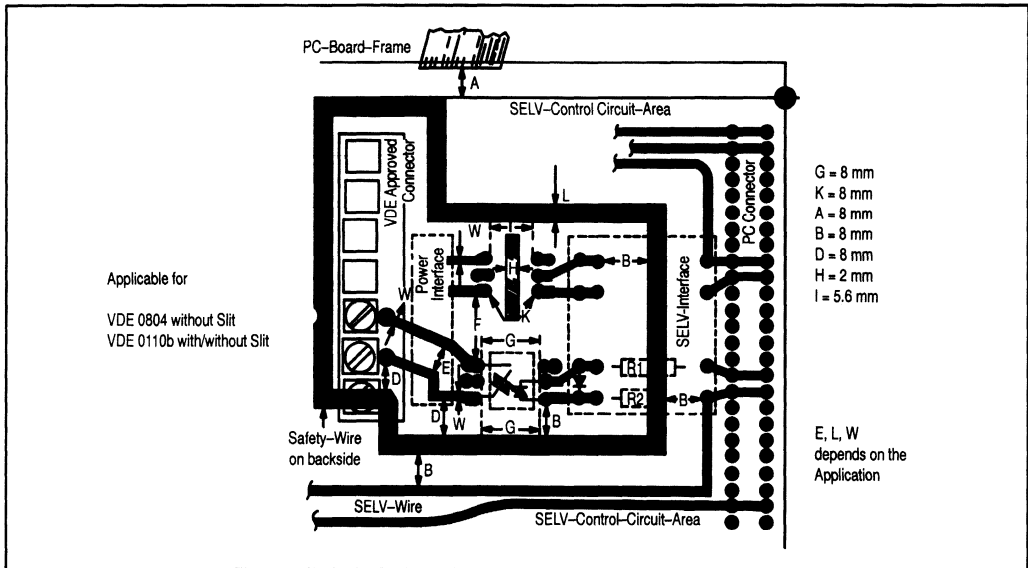 PC–Board–Frame
A
SELV–Control Circuit–Area
VDE Approved
Connector
PC Connector
G = 8 mm
K = 8 mm
A = 8 mm
B = 8 mm
D = 8 mm
H = 2 mm
I = 5.6 mm
L
W
I
Power
Interface
H
B
SELV–Interface
Applicable for
VDE 0804 without Slit
VDE 0110b with/without Slit
W
F
K
G
E
D
R1
R2
B
D
W
G
B
Safety–Wire
on backside
B
E, L, W
depends on the
Application
SELV–Wire
SELV–Control–Circuit–Area